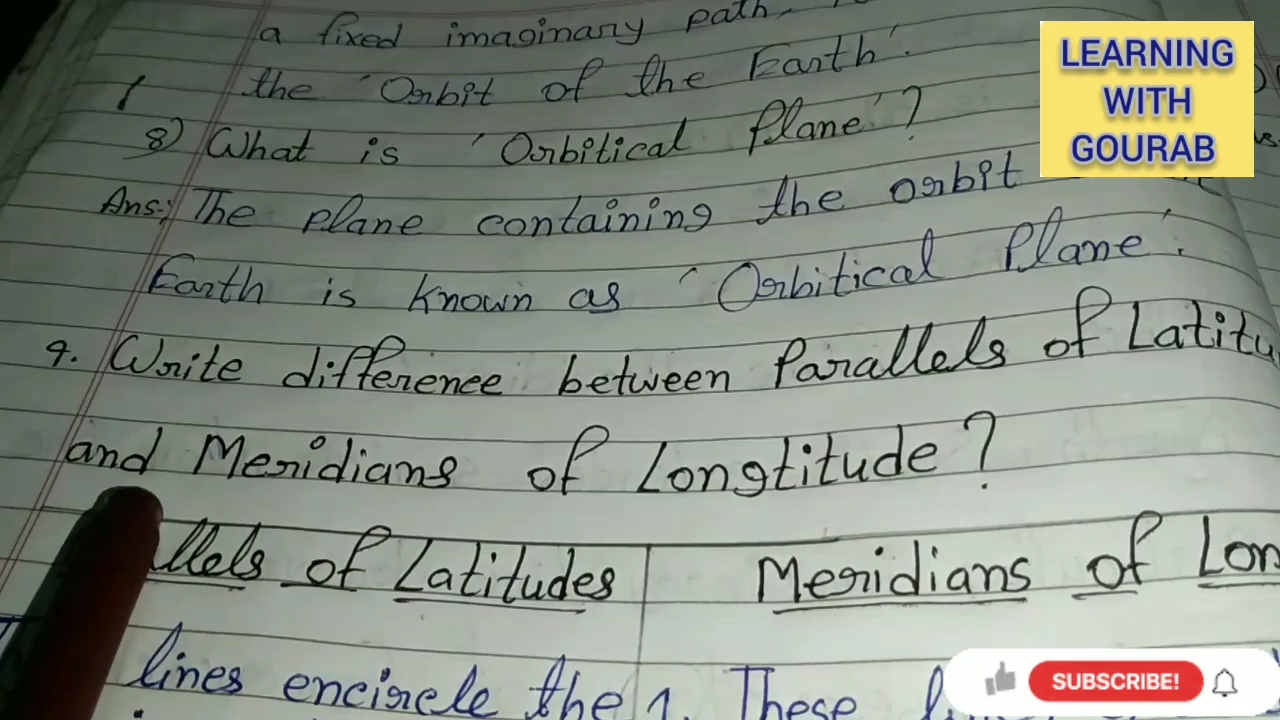 a fixed imaginary path
the 'Orbit of the Earth'.
8) What is 'Orbitical Plane'?
Ans:; The plane containing the orbit
Earth is known as 'Orbitical Plane'.
9. Write difference between Parallels of Latitu
and Meridians of Longtitude?
llels of Latitudes Meridians of Lon
lines encircle the 1. These
LEARNING
WITH
GOURAB
SUBSCRIBE!